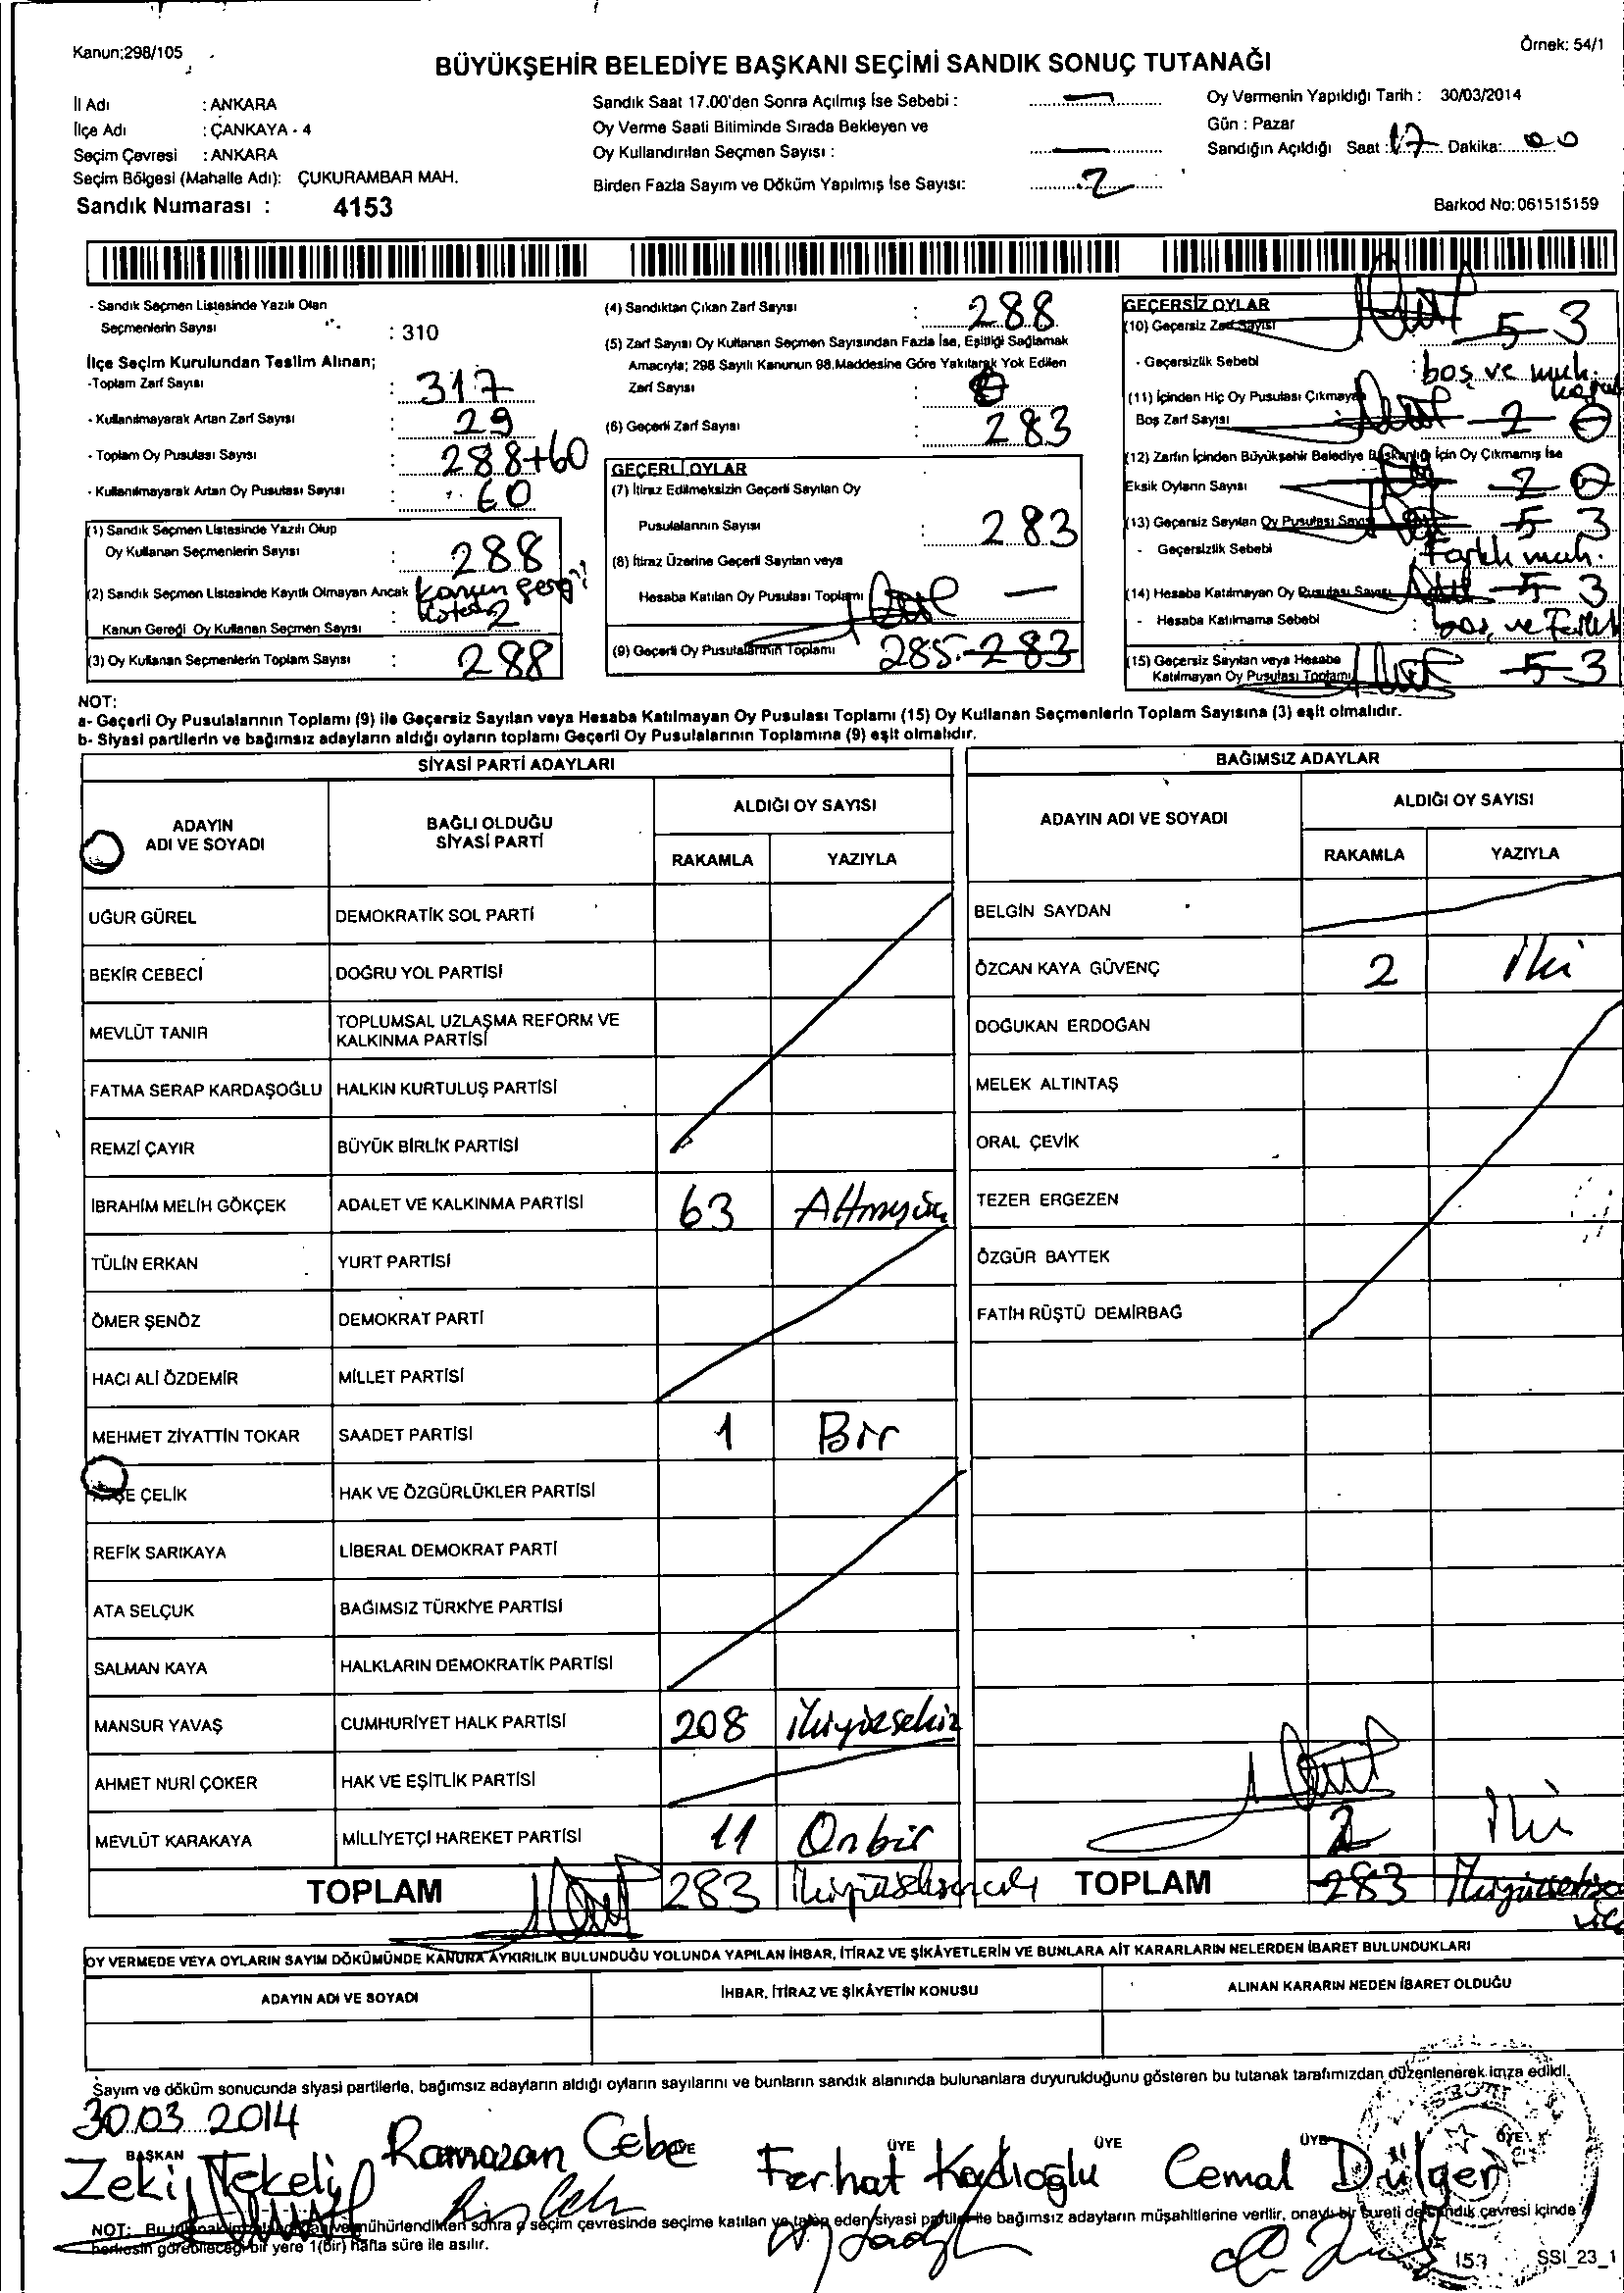 Kanun:298/105
Örnek: 54/1
BÜYÜKŞEHİR BELEDİYE BAŞKANI SEÇİMİ SANDIK SONUÇ TUTANAĞI
İl Adı : ANKARA
İlçe Adı : ÇANKAYA - 4
Seçim Çevresi : ANKARA
Seçim Bölgesi (Mahalle Adı): ÇUKURAMBAR MAH.
Sandık Numarası : 4153
Sandık Saat 17.00'den Sonra Açılmış İse Sebebi : —
Oy Verme Saati Bitiminde Sırada Bekleyen ve
Oy Kullandırılan Seçmen Sayısı : —
Birden Fazla Sayım ve Döküm Yapılmış İse Sayısı: 2
Oy Vermenin Yapıldığı Tarih : 30/03/2014
Gün : Pazar
Sandığın Açıldığı Saat : 17 Dakika: 00
Barkod No: 061515159
- Sandık Seçmen Listesinde Yazılı Olan
Seçmenlerin Sayısı : 310
İlçe Seçim Kurulundan Teslim Alınan;
-Toplam Zarf Sayısı : 317
- Kullanılmayarak Artan Zarf Sayısı : 29
- Toplam Oy Pusulası Sayısı : 288+60
- Kullanılmayarak Artan Oy Pusulası Sayısı : 60
(1) Sandık Seçmen Listesinde Yazılı Olup
Oy Kullanan Seçmenlerin Sayısı : 288
(2) Sandık Seçmen Listesinde Kayıtlı Olmayan Ancak
Kanun Gereği Oy Kullanan Seçmen Sayısı 2
(3) Oy Kullanan Seçmenlerin Toplam Sayısı : 288
(4) Sandıktan Çıkan Zarf Sayısı : 288
(5) Zarf Sayısı Oy Kullanan Seçmen Sayısından Fazla İse, Eşitliği Sağlamak
Amacıyla; 298 Sayılı Kanunun 98.Maddesine Göre Yakılarak Yok Edilen
Zarf Sayısı :
(6) Geçerli Zarf Sayısı : 283
GEÇERLİ OYLAR
(7) İtiraz Edilmeksizin Geçerli Sayılan Oy
Pusulalarının Sayısı : 283
(8) İtiraz Üzerine Geçerli Sayılan veya
Hesaba Katılan Oy Pusulası Toplamı —
(9) Geçerli Oy Pusulalarının Toplamı 285 283
GEÇERSİZ OYLAR
(10) Geçersiz Zarf Sayısı 5 3
- Geçersizlik Sebebi : boş ve muh.
(11) İçinden Hiç Oy Pusulası Çıkmayan
Boş Zarf Sayısı 2 0
(12) Zarfın İçinden Büyükşehir Belediye Başkanlığı İçin Oy Çıkmamış İse
Eksik Oyların Sayısı 2 0
(13) Geçersiz Sayılan Oy Pusulası Sayısı 5 3
- Geçersizlik Sebebi : Farklı muh.
(14) Hesaba Katılmayan Oy Pusulası Sayısı 5 3
- Hesaba Katılmama Sebebi : boş ve Farklı
(15) Geçersiz Sayılan veya Hesaba
Katılmayan Oy Pusulası Toplamı 5 3
NOT:
a- Geçerli Oy Pusulalarının Toplamı (9) ile Geçersiz Sayılan veya Hesaba Katılmayan Oy Pusulası Toplamı (15) Oy Kullanan Seçmenlerin Toplam Sayısına (3) eşit olmalıdır.
b- Siyasi partilerin ve bağımsız adayların aldığı oyların toplamı Geçerli Oy Pusulalarının Toplamına (9) eşit olmalıdır.
SİYASİ PARTİ ADAYLARI
ADAYIN ADI VE SOYADI
BAĞLI OLDUĞU SİYASİ PARTİ
ALDIĞI OY SAYISI
RAKAMLA YAZIYLA
UĞUR GÜREL DEMOKRATİK SOL PARTİ
BEKİR CEBECİ DOĞRU YOL PARTİSİ
MEVLÜT TANIR TOPLUMSAL UZLAŞMA REFORM VE KALKINMA PARTİSİ
FATMA SERAP KARDAŞOĞLU HALKIN KURTULUŞ PARTİSİ
REMZİ ÇAYIR BÜYÜK BİRLİK PARTİSİ
İBRAHİM MELİH GÖKÇEK ADALET VE KALKINMA PARTİSİ 63 Altmışüç
TÜLİN ERKAN YURT PARTİSİ
ÖMER ŞENÖZ DEMOKRAT PARTİ
HACI ALİ ÖZDEMİR MİLLET PARTİSİ
MEHMET ZİYATTİN TOKAR SAADET PARTİSİ 1 Bir
ÇELİK HAK VE ÖZGÜRLÜKLER PARTİSİ
REFİK SARIKAYA LİBERAL DEMOKRAT PARTİ
ATA SELÇUK BAĞIMSIZ TÜRKİYE PARTİSİ
SALMAN KAYA HALKLARIN DEMOKRATİK PARTİSİ
MANSUR YAVAŞ CUMHURİYET HALK PARTİSİ 208 İkiyüzsekiz
AHMET NURİ ÇOKER HAK VE EŞİTLİK PARTİSİ
MEVLÜT KARAKAYA MİLLİYETÇİ HAREKET PARTİSİ 11 Onbir
TOPLAM 283
BAĞIMSIZ ADAYLAR
ADAYIN ADI VE SOYADI
ALDIĞI OY SAYISI
RAKAMLA YAZIYLA
BELGİN SAYDAN
ÖZCAN KAYA GÜVENÇ 2 İki
DOĞUKAN ERDOĞAN
MELEK ALTINTAŞ
ORAL ÇEVİK
TEZER ERGEZEN
ÖZGÜR BAYTEK
FATİH RÜŞTÜ DEMİRBAĞ
2 İki
TOPLAM 283
OY VERMEDE VEYA OYLARIN SAYIM DÖKÜMÜNDE KANUNA AYKIRILIK BULUNDUĞU YOLUNDA YAPILAN İHBAR, İTİRAZ VE ŞİKÂYETLERİN VE BUNLARA AİT KARARLARIN NELERDEN İBARET BULUNDUKLARI
ADAYIN ADI VE SOYADI
İHBAR, İTİRAZ VE ŞİKÂYETİN KONUSU
ALINAN KARARIN NEDEN İBARET OLDUĞU
Sayım ve döküm sonucunda siyasi partilerle, bağımsız adayların aldığı oyların sayılarını ve bunların sandık alanında bulunanlara duyurulduğunu gösteren bu tutanak tarafımızdan düzenlenerek imza edildi.
30.03.2014
BAŞKAN ÜYE ÜYE ÜYE ÜYE ÜYE
Zeki Tekeli Ramazan Cebe Ferhat Kadıoğlu Cemal Dülger
NOT: Bu mühürlendikten sonra o seçim çevresinde seçime katılan ve talep eden siyasi partiler ile bağımsız adayların müşahitlerine verilir, onaylı bir sureti de sandık çevresi içinde
herkesin görebileceği bir yere 1(bir) hafta süre ile asılır.
153
SSI_23_1